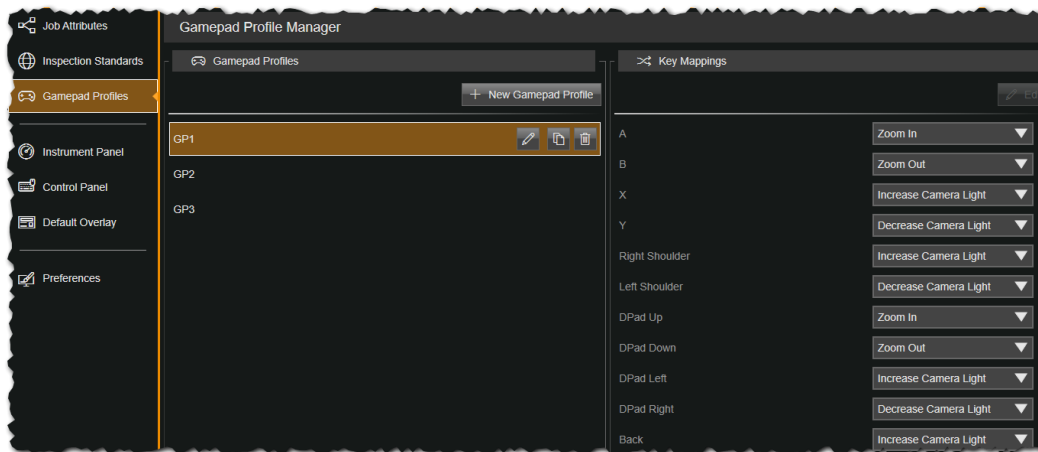 Job Attributes
Inspection Standards
Gamepad Profiles
Instrument Panel
Control Panel
Default Overlay
Preferences
Gamepad Profile Manager
Gamepad Profiles
+ New Gamepad Profile
GP1
GP2
GP3
Key Mappings
A Zoom In
B Zoom Out
X Increase Camera Light
Y Decrease Camera Light
Right Shoulder Increase Camera Light
Left Shoulder Decrease Camera Light
DPad Up Zoom In
DPad Down Zoom Out
DPad Left Increase Camera Light
DPad Right Decrease Camera Light
Back Increase Camera Light